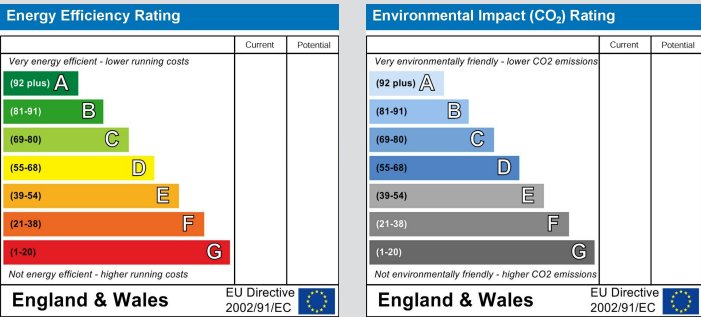 Energy Efficiency Rating
Current Potential
Very energy efficient - lower running costs
(92 plus) A
(81-91) B
(69-80) C
(55-68) D
(39-54) E
(21-38) F
(1-20) G
Not energy efficient - higher running costs
England & Wales
EU Directive
2002/91/EC
Environmental Impact (CO₂) Rating
Current Potential
Very environmentally friendly - lower CO2 emissions
(92 plus) A
(81-91) B
(69-80) C
(55-68) D
(39-54) E
(21-38) F
(1-20) G
Not environmentally friendly - higher CO2 emissions
England & Wales
EU Directive
2002/91/EC